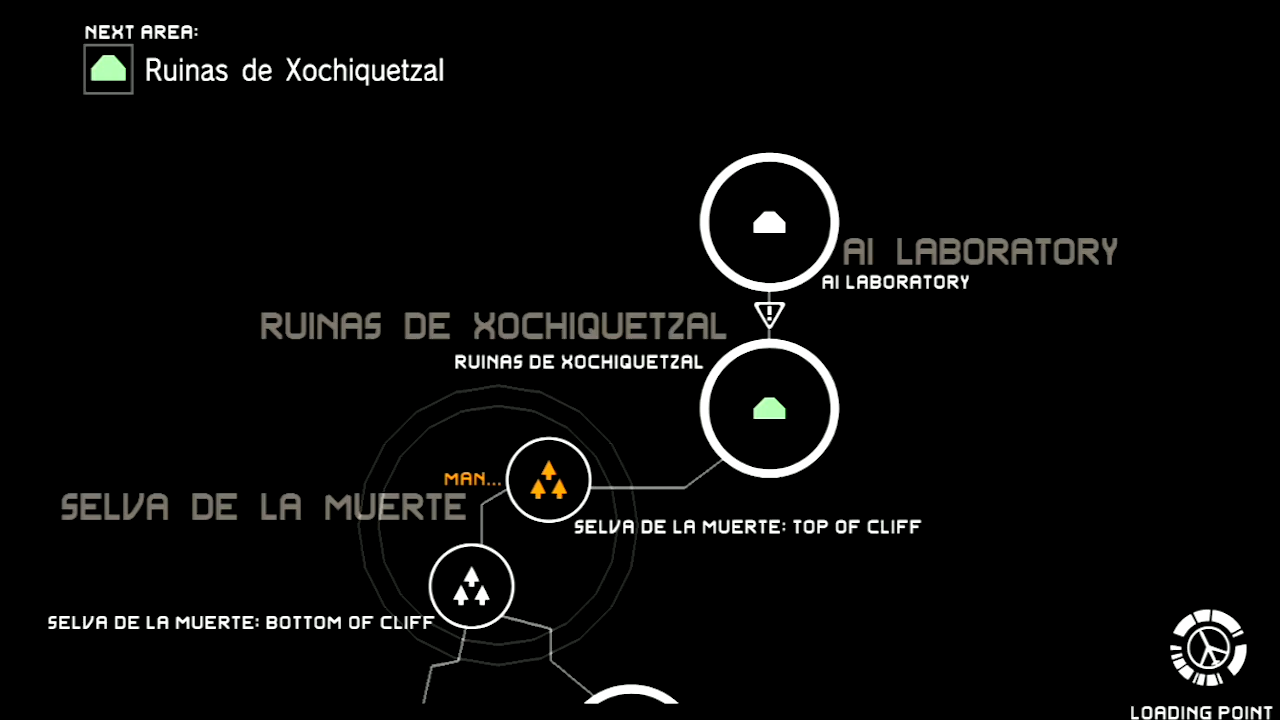 NEXT AREA:
Ruinas de Xochiquetzal
AI LABORATORY
AI LABORATORY
RUINAS DE XOCHIQUETZAL
RUINAS DE XOCHIQUETZAL
MAN...
SELVA DE LA MUERTE
SELVA DE LA MUERTE: TOP OF CLIFF
SELVA DE LA MUERTE: BOTTOM OF CLIFF
LOADING POINT